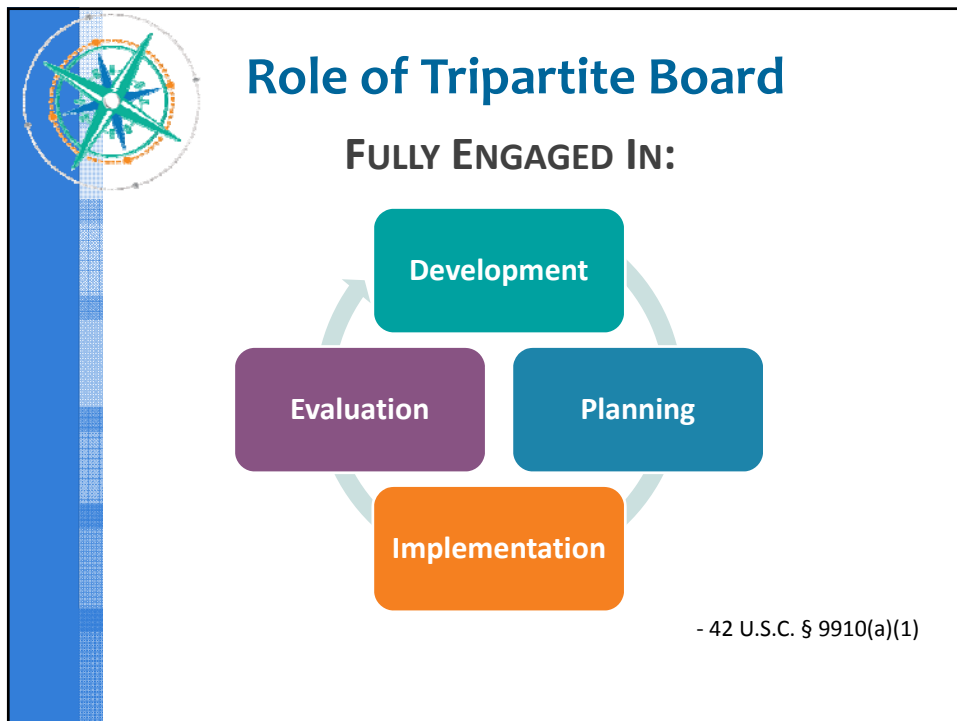 Role of Tripartite Board
FULLY ENGAGED IN:
Development
Evaluation
Planning
Implementation
- 42 U.S.C. § 9910(a)(1)